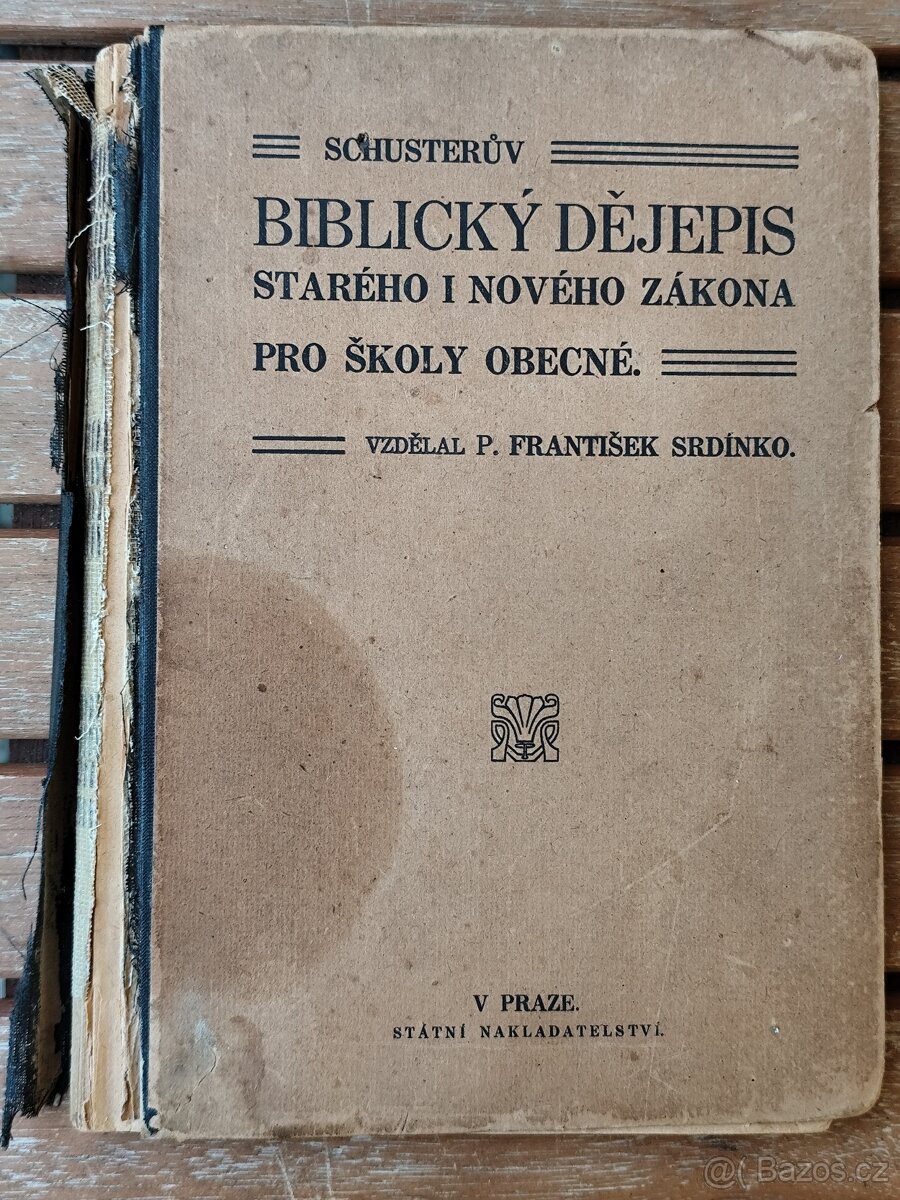 SCHUSTERŮV
BIBLICKÝ DĚJEPIS
STARÉHO I NOVÉHO ZÁKONA
PRO ŠKOLY OBECNÉ.
VZDĚLAL P. FRANTIŠEK SRDÍNKO.
V PRAZE.
STÁTNÍ NAKLADATELSTVÍ.
@( Bazos.cz